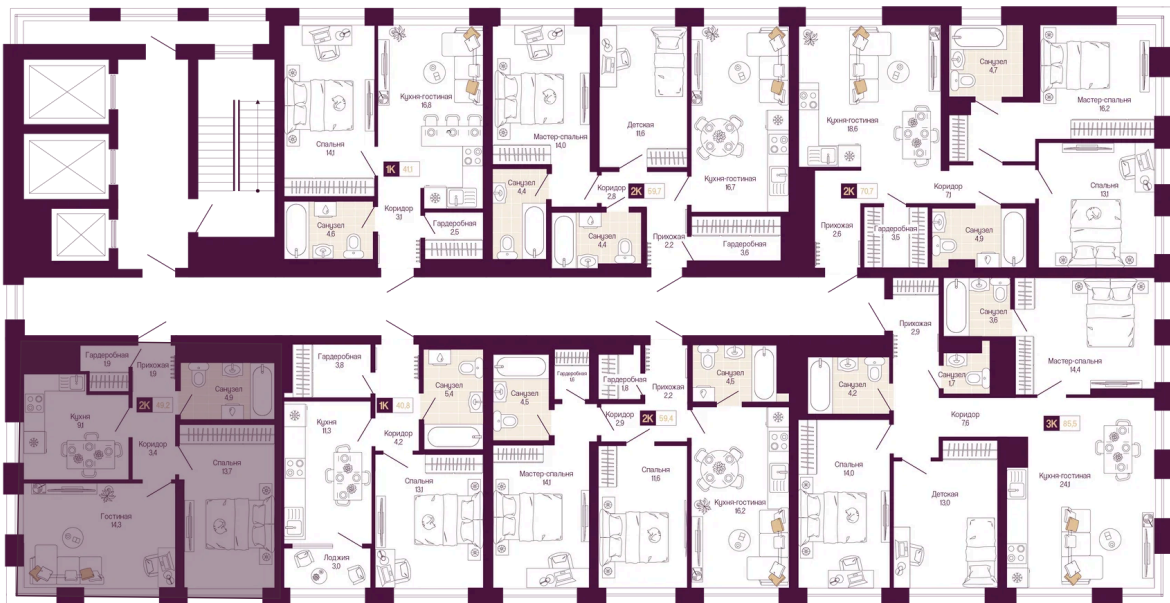 Спальня
14,1
Кухня-гостиная
16,8
1К 41,1
Коридор
3,1
Санузел
4,6
Гардеробная
2,5
Мастер-спальня
14,0
Детская
11,6
Кухня-гостиная
16,7
Санузел
4,4
Коридор
2,8
2К 59,7
Санузел
4,4
Прихожая
2,2
Гардеробная
3,6
Кухня-гостиная
18,6
Санузел
4,7
Мастер-спальня
16,2
Спальня
13,1
2К 70,7
Коридор
7,1
Прихожая
2,6
Гардеробная
3,5
Санузел
4,9
Гардеробная
1,9
Прихожая
1,9
Санузел
4,9
Кухня
9,1
2К 49,2
Коридор
3,4
Спальня
13,7
Гостиная
14,3
Гардеробная
3,8
Санузел
5,4
Кухня
11,3
1К 40,8
Коридор
4,2
Спальня
13,1
Лоджия
3,0
Санузел
4,5
Гардеробная
Гардеробная
1,8
Прихожая
2,2
Санузел
4,5
Коридор
2,9
2К 59,4
Мастер-спальня
14,1
Спальня
11,6
Кухня-гостиная
16,2
Прихожая
2,9
Санузел
3,6
Мастер-спальня
14,4
Санузел
4,2
Санузел
1,7
Коридор
7,6
3К 85,5
Спальня
14,0
Детская
13,0
Кухня-гостиная
24,1